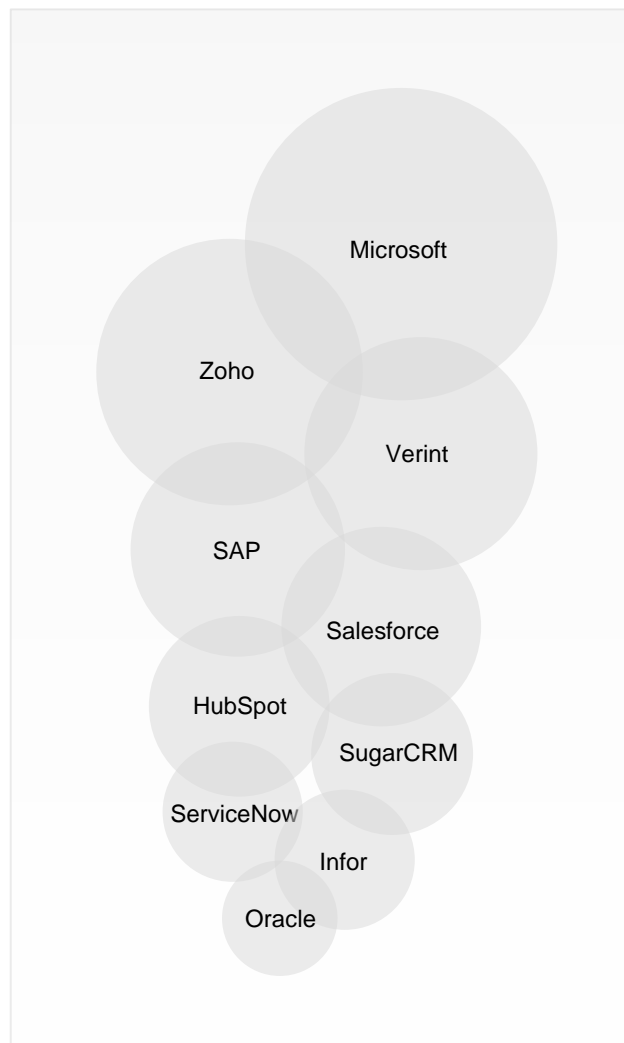 Microsoft
Zoho
Verint
SAP
Salesforce
HubSpot
SugarCRM
ServiceNow
Infor
Oracle